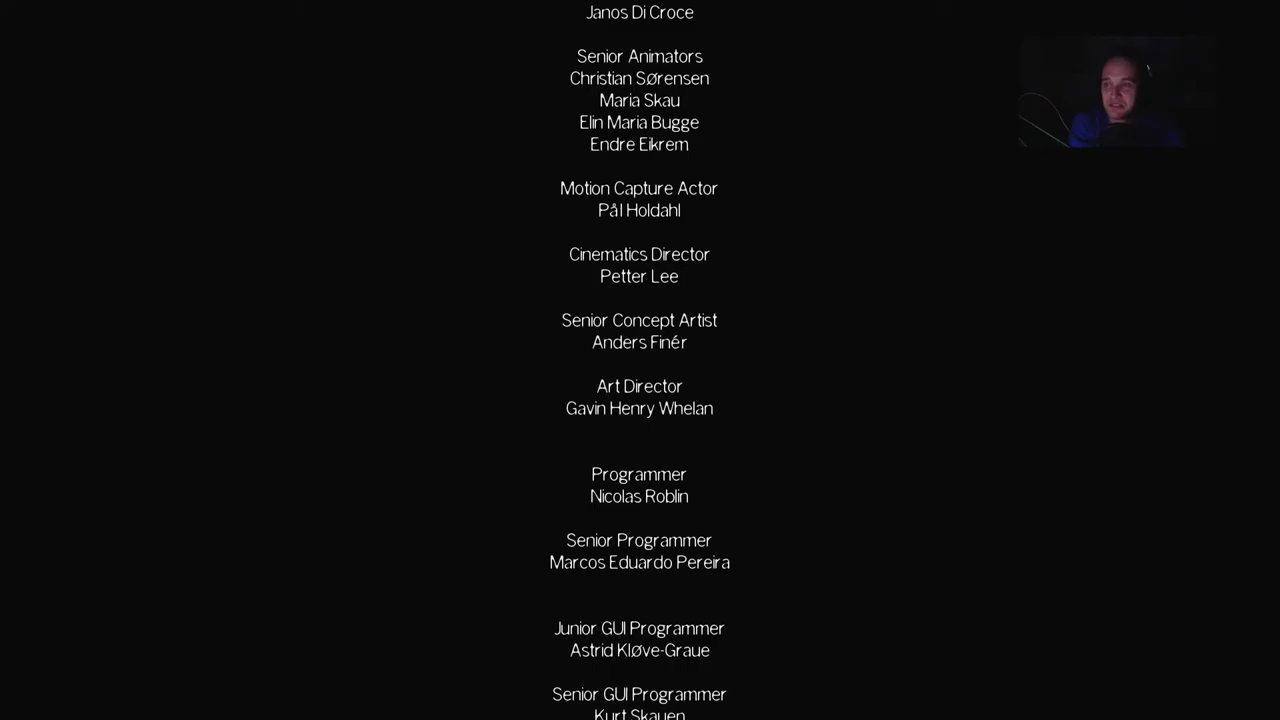 Janos Di Croce
Senior Animators
Christian Sørensen
Maria Skau
Elin Maria Bugge
Endre Eikrem
Motion Capture Actor
Pål Holdahl
Cinematics Director
Petter Lee
Senior Concept Artist
Anders Finér
Art Director
Gavin Henry Whelan
Programmer
Nicolas Roblin
Senior Programmer
Marcos Eduardo Pereira
Junior GUI Programmer
Astrid Kløve-Graue
Senior GUI Programmer
Kurt Skauen